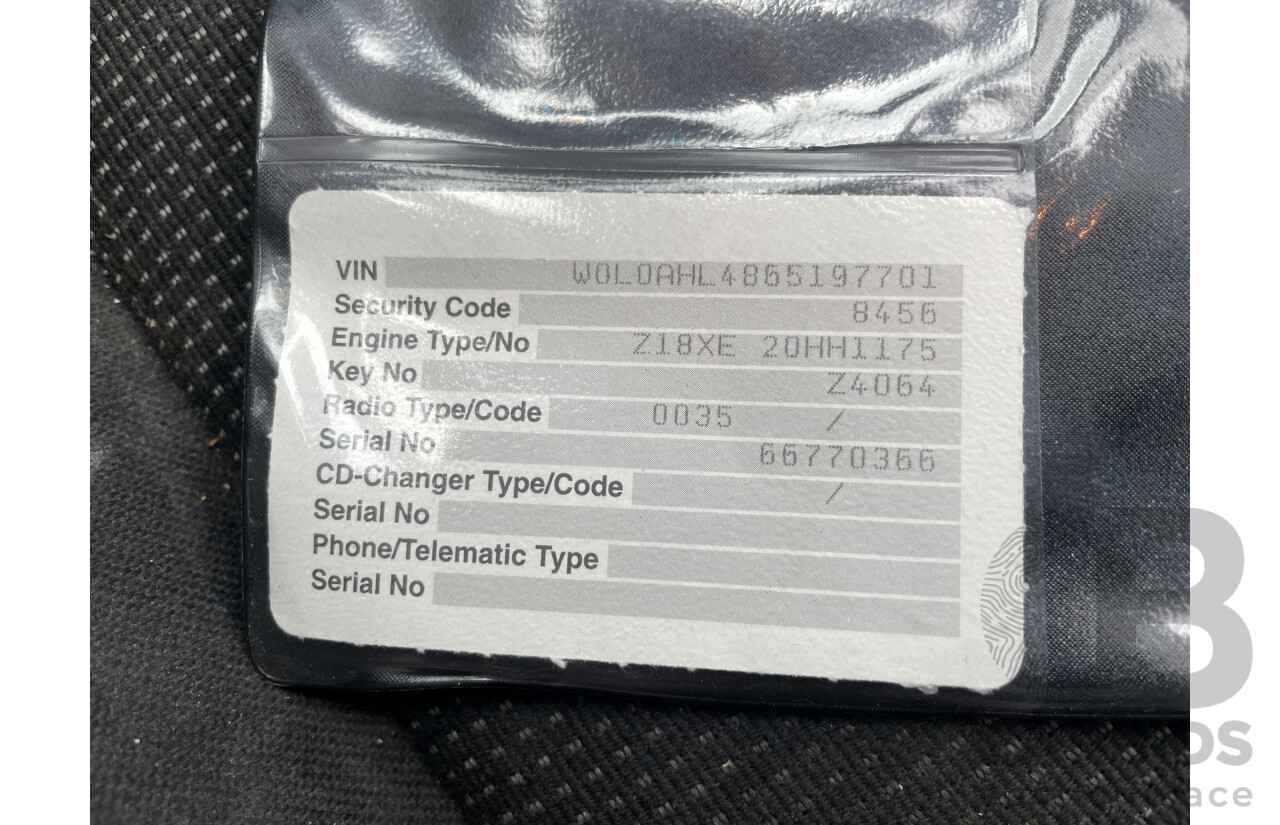 VIN W0L0AHL4865197701
Security Code 8456
Engine Type/No Z18XE 20HH1175
Key No Z4064
Radio Type/Code 0035 /
Serial No 66770366
CD-Changer Type/Code /
Serial No
Phone/Telematic Type
Serial No